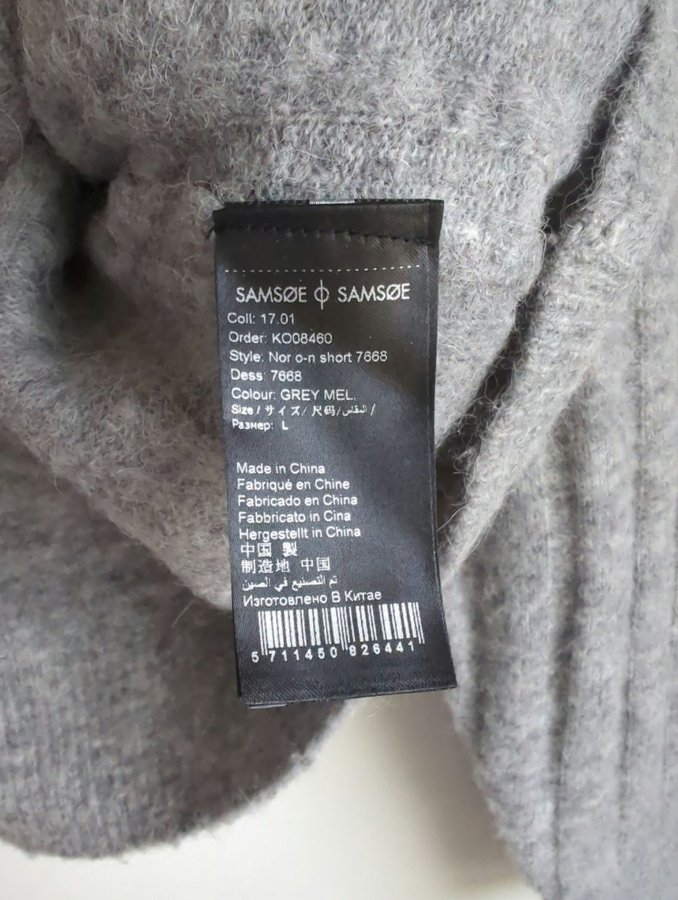 SAMSØE ϕ SAMSØE
Coll: 17.01
Order: KO08460
Style: Nor o-n short 7668
Dess: 7668
Colour: GREY MEL.
Size / サイズ / 尺码/ المقاس /
Размер: L
Made in China
Fabriqué en Chine
Fabricado en China
Fabbricato in Cina
Hergestellt in China
中国 製
制造地 中国
تم التصنيع في الصين
Изготовлено В Китае
5 711450 826441